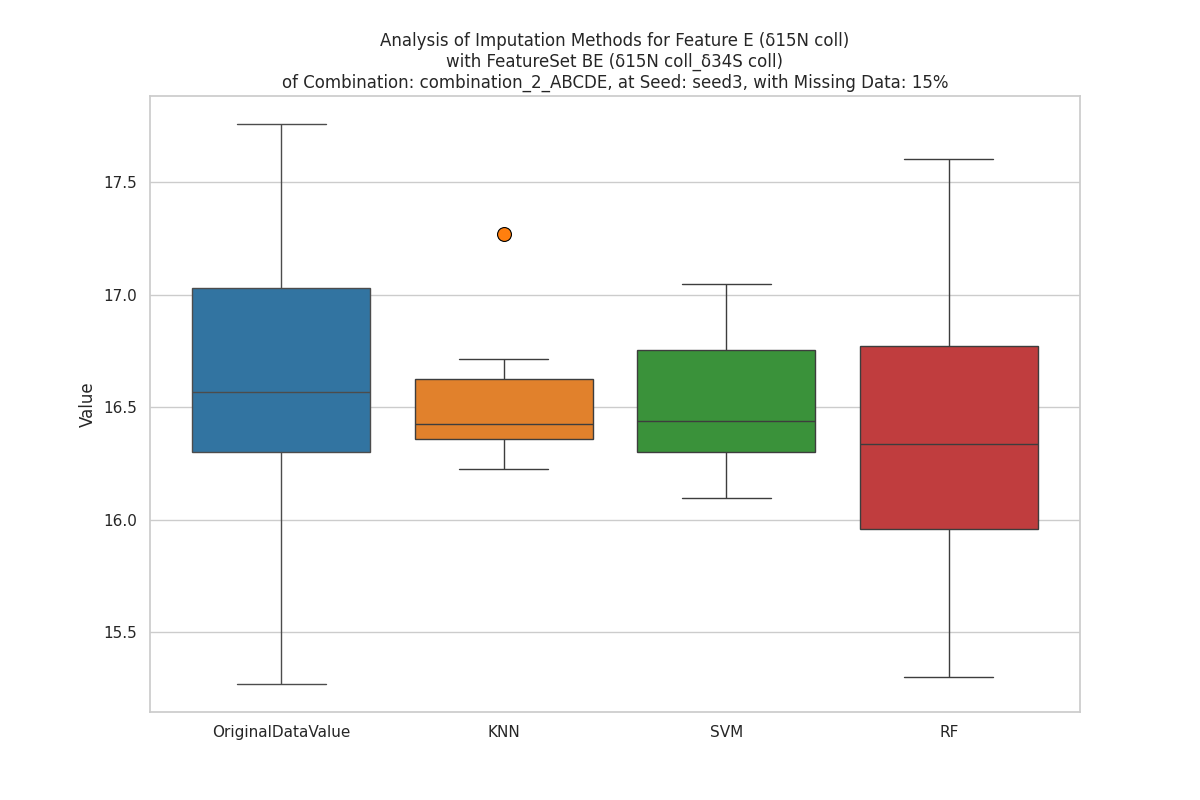 Analysis of Imputation Methods for Feature E (δ15N coll)
with FeatureSet BE (δ15N coll_δ34S coll)
of Combination: combination_2_ABCDE, at Seed: seed3, with Missing Data: 15%
Value
17.5
17.0
16.5
16.0
15.5
OriginalDataValue KNN SVM RF